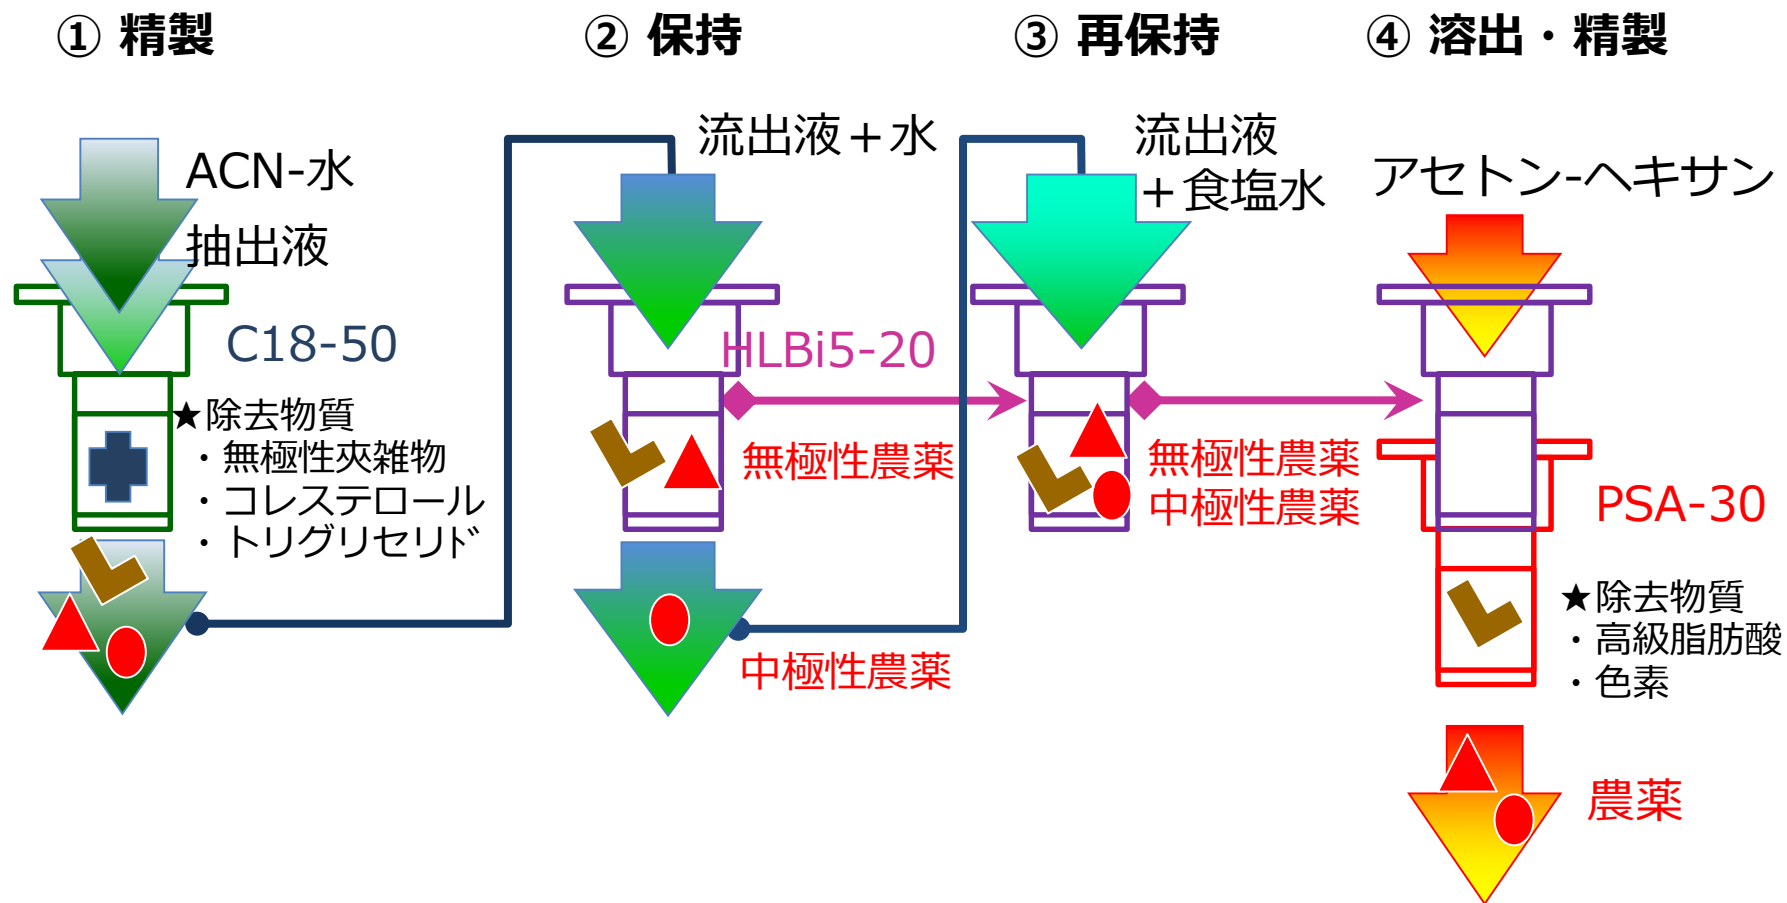 ① 精製
② 保持
③ 再保持
④ 溶出・精製
ACN-水
抽出液
C18-50
★除去物質
・無極性夾雑物
・コレステロール
・トリグリセリド
流出液＋水
HLBi5-20
無極性農薬
中極性農薬
流出液
＋食塩水
無極性農薬
中極性農薬
アセトン-ヘキサン
PSA-30
★除去物質
・高級脂肪酸
・色素
農薬